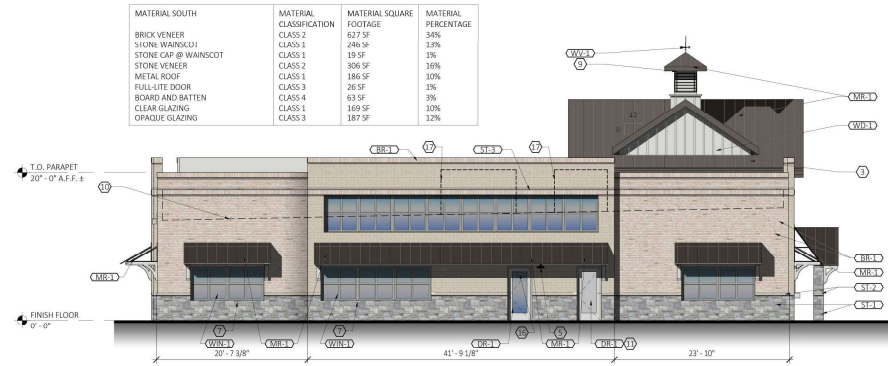 MATERIAL SOUTH MATERIAL CLASSIFICATION MATERIAL SQUARE FOOTAGE MATERIAL PERCENTAGE
BRICK VENEER CLASS 2 627 SF 34%
STONE WAINSCOT CLASS 1 246 SF 13%
STONE CAP @ WAINSCOT CLASS 1 19 SF 1%
STONE VENEER CLASS 2 306 SF 16%
METAL ROOF CLASS 1 186 SF 10%
FULL-LITE DOOR CLASS 3 26 SF 1%
BOARD AND BATTEN CLASS 4 63 SF 3%
CLEAR GLAZING CLASS 1 169 SF 10%
OPAQUE GLAZING CLASS 3 187 SF 12%
WV-1
9
MR-1
12
WD-1
BR-1 17 ST-3 17
T.O. PARAPET
20" - 0" A.F.F. ±
3
10
BR-1
MR-1 MR-1
ST-2
ST-1
FINISH FLOOR
0' - 0"
7 7 16 5
WIN-1 MR-1 WIN-1 DR-1 MR-1 DR-1 11
20' - 7 3/8" 41' - 9 1/8" 23' - 10"